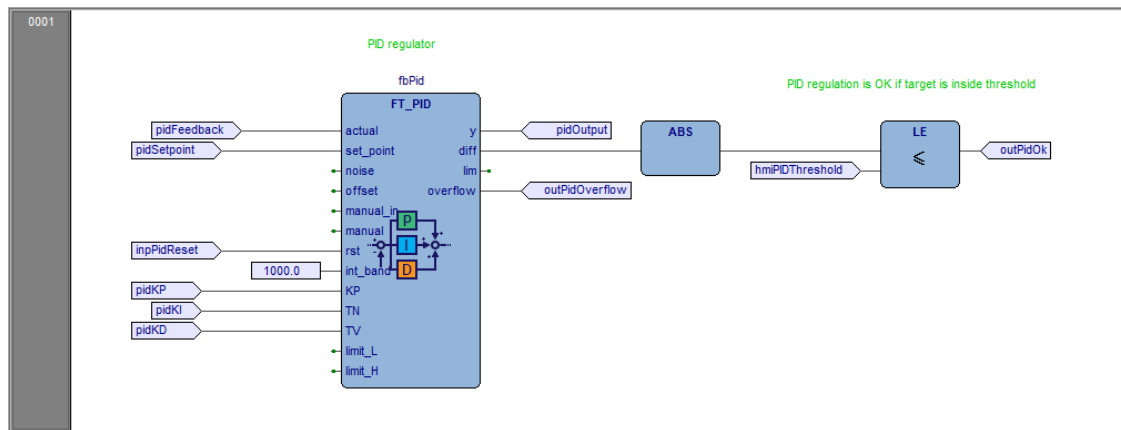 0001
PID regulator
fbPid
PID regulation is OK if target is inside threshold
FT_PID
ABS
LE
pidFeedback
actual
y
pidOutput
pidSetpoint
set_point
diff
≤
outPidOk
noise
lim
hmiPIDThreshold
offset
overflow
outPidOverflow
manual_in
P
manual
inpPidReset
rst
I
1000.0
int_band
D
pidKP
KP
pidKI
TN
pidKD
TV
limit_L
limit_H